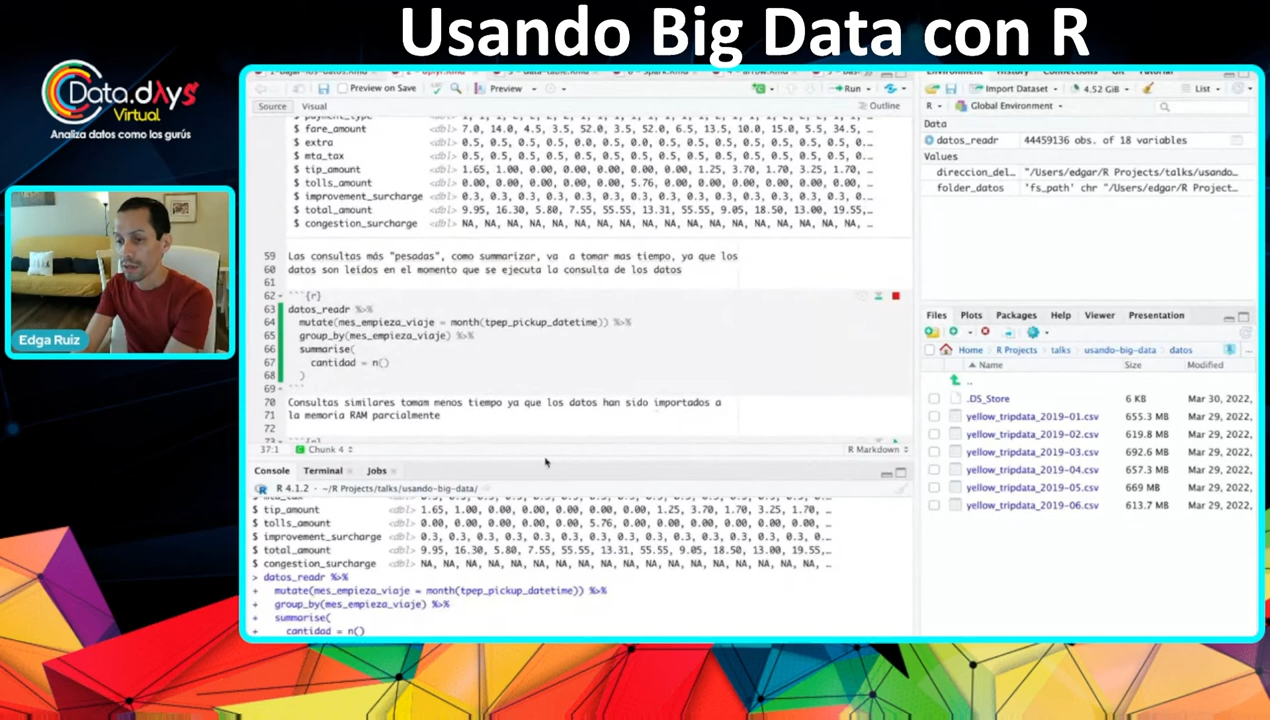 Usando Big Data con R
Data.dλys
Virtual
Analiza datos como los gurús
Edga Ruiz
Preview on Save
Preview
Run
Source
Visual
Outline
$ fare_amount <dbl> 7.0, 14.0, 4.5, 3.5, 52.0, 3.5, 52.0, 6.5, 13.5, 10.0, 15.0, 5.5, 34.5, …
$ extra <dbl> 0.5, 0.5, 0.5, 0.5, 0.0, 0.5, 0.0, 0.5, 0.5, 0.5, 0.5, 0.5, 0.…
$ mta_tax <dbl> 0.5, 0.5, 0.5, 0.5, 0.5, 0.5, 0.5, 0.5, 0.5, 0.5, 0.5, 0.5, 0.…
$ tip_amount <dbl> 1.65, 1.00, 0.00, 0.00, 0.00, 0.00, 0.00, 0.00, 1.25, 3.70, 1.70, 3.25, 1.70, …
$ tolls_amount <dbl> 0.00, 0.00, 0.00, 0.00, 0.00, 5.76, 0.00, 0.00, 0.00, 0.00, 0.00, 0.00, 0.00, …
$ improvement_surcharge <dbl> 0.3, 0.3, 0.3, 0.3, 0.3, 0.3, 0.3, 0.3, 0.3, 0.3, 0.3, 0.3, 0.…
$ total_amount <dbl> 9.95, 16.30, 5.80, 7.55, 55.55, 13.31, 55.55, 9.05, 18.50, 13.00, 19.55,…
$ congestion_surcharge <dbl> NA, NA, NA, NA, NA, NA, NA, NA, NA, NA, NA, NA, NA, NA, NA, NA, NA, …
59 Las consultas más "pesadas", como summarizar, va a tomar mas tiempo, ya que los
60 datos son leidos en el momento que se ejecuta la consulta de los datos
61
62 ```{r}
63 datos_readr %>%
64 mutate(mes_empieza_viaje = month(tpep_pickup_datetime)) %>%
65 group_by(mes_empieza_viaje) %>%
66 summarise(
67 cantidad = n()
68 )
69 ```
70 Consultas similares tomam menos tiempo ya que los datos han sido importados a
71 la memoria RAM parcialmente
72
37:1 Chunk 4 R Markdown
Console Terminal Jobs
R 4.1.2 · ~/R Projects/talks/usando-big-data/
$ tip_amount <dbl> 1.65, 1.00, 0.00, 0.00, 0.00, 0.00, 0.00, 0.00, 1.25, 3.70, 1.70, …
$ tolls_amount <dbl> 0.00, 0.00, 0.00, 0.00, 0.00, 5.76, 0.00, 0.00, 0.00, 0.00, 0.00, …
$ improvement_surcharge <dbl> 0.3, 0.3, 0.3, 0.3, 0.3, 0.3, 0.3, 0.3, 0.3, 0.3, 0.3, 0.3, 0.…
$ total_amount <dbl> 9.95, 16.30, 5.80, 7.55, 55.55, 13.31, 55.55, 9.05, 18.50, 13.00, 19.55,…
$ congestion_surcharge <dbl> NA, NA, NA, NA, NA, NA, NA, NA, NA, NA, NA, NA, NA, NA, …
> datos_readr %>%
+ mutate(mes_empieza_viaje = month(tpep_pickup_datetime)) %>%
+ group_by(mes_empieza_viaje) %>%
+ summarise(
+ cantidad = n()
Import Dataset 4.52 GiB List
R Global Environment
Data
datos_readr 44459136 obs. of 18 variables
Values
direccion_del… "/Users/edgar/R Projects/talks/usando…
folder_datos 'fs_path' chr "/Users/edgar/R Project…
Files Plots Packages Help Viewer Presentation
Home R Projects talks usando-big-data datos
Name Size Modified
..
.DS_Store 6 KB Mar 30, 2022,
yellow_tripdata_2019-01.csv 655.3 MB Mar 29, 2022,
yellow_tripdata_2019-02.csv 619.8 MB Mar 29, 2022,
yellow_tripdata_2019-03.csv 692.6 MB Mar 29, 2022,
yellow_tripdata_2019-04.csv 657.3 MB Mar 29, 2022,
yellow_tripdata_2019-05.csv 669 MB Mar 29, 2022,
yellow_tripdata_2019-06.csv 613.7 MB Mar 29, 2022,